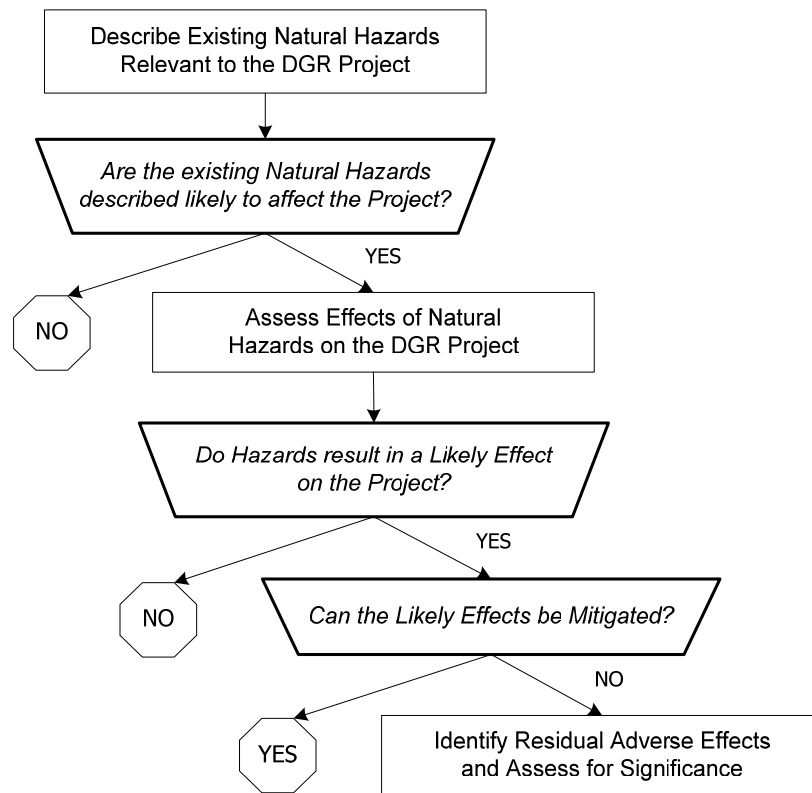 Describe Existing Natural Hazards
Relevant to the DGR Project
Are the existing Natural Hazards
described likely to affect the Project?
YES
NO
Assess Effects of Natural
Hazards on the DGR Project
Do Hazards result in a Likely Effect
on the Project?
YES
NO
Can the Likely Effects be Mitigated?
NO
YES
Identify Residual Adverse Effects
and Assess for Significance